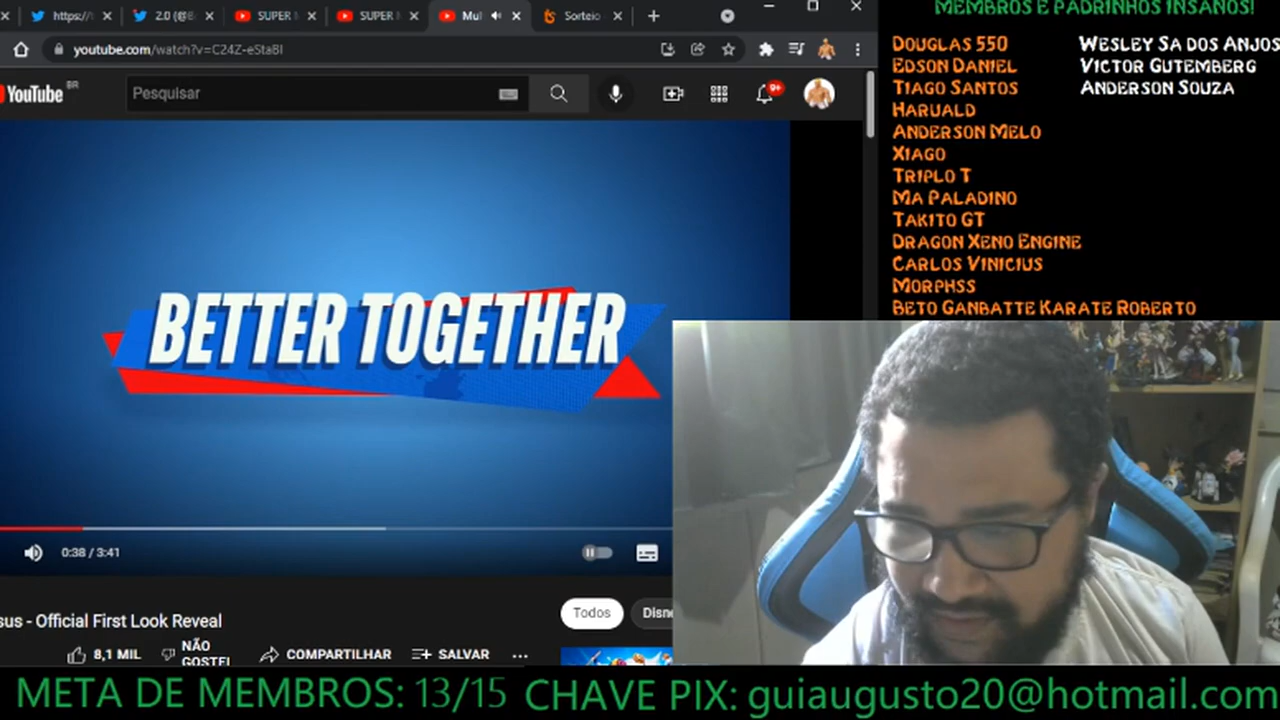 https://
2.0 (@B
SUPER
SUPER
Mul
Sorteio
youtube.com/watch?v=C24Z-eStaBI
YouTube BR
Pesquisar
9+
BETTER TOGETHER
0:38 / 3:41
sus - Official First Look Reveal
Todos
Disne
8,1 MIL
NÃO GOSTEI
COMPARTILHAR
SALVAR
MEMBROS E PADRINHOS INSANOS!
DOUGLAS 550
EDSON DANIEL
TIAGO SANTOS
HARUALD
ANDERSON MELO
XIAGO
TRIPLO T
MA PALADINO
TAKITO GT
DRAGON XENO ENGINE
CARLOS VINICIUS
MORPHSS
BETO GANBATTE KARATE ROBERTO
WESLEY SA DOS ANJOS
VICTOR GUTEMBERG
ANDERSON SOUZA
META DE MEMBROS: 13/15 CHAVE PIX: guiaugusto20@hotmail.com